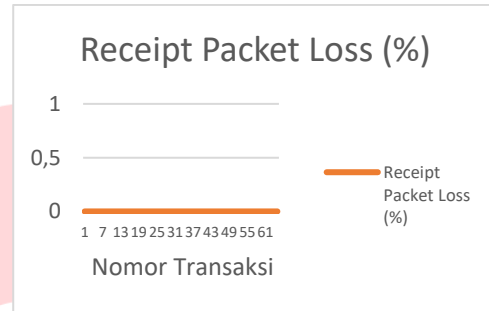 Receipt Packet Loss (%)
1
0,5
0
1 7 13 19 25 31 37 43 49 55 61
Nomor Transaksi
Receipt
Packet Loss
(%)